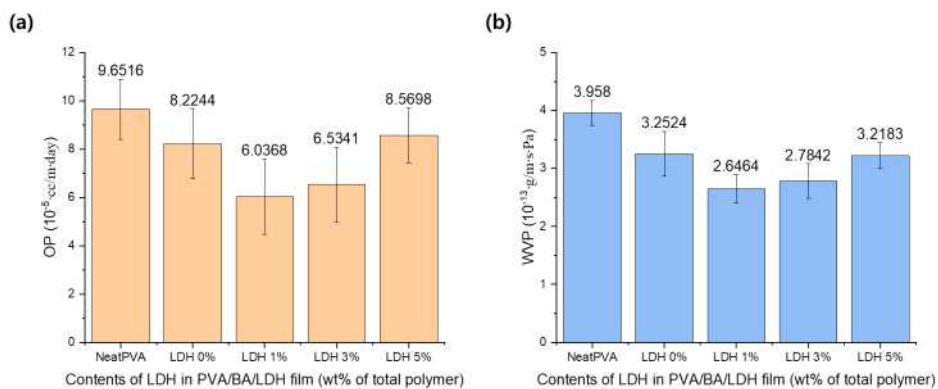 (a)
12
10
8
6
4
2
0
OP (10⁻⁵·cc/m·day)
9.6516
8.2244
6.0368
6.5341
8.5698
NeatPVA LDH 0% LDH 1% LDH 3% LDH 5%
Contents of LDH in PVA/BA/LDH film (wt% of total polymer)
(b)
5
4
3
2
1
0
WVP (10⁻¹³·g/m·s·Pa)
3.958
3.2524
2.6464
2.7842
3.2183
NeatPVA LDH 0% LDH 1% LDH 3% LDH 5%
Contents of LDH in PVA/BA/LDH film (wt% of total polymer)